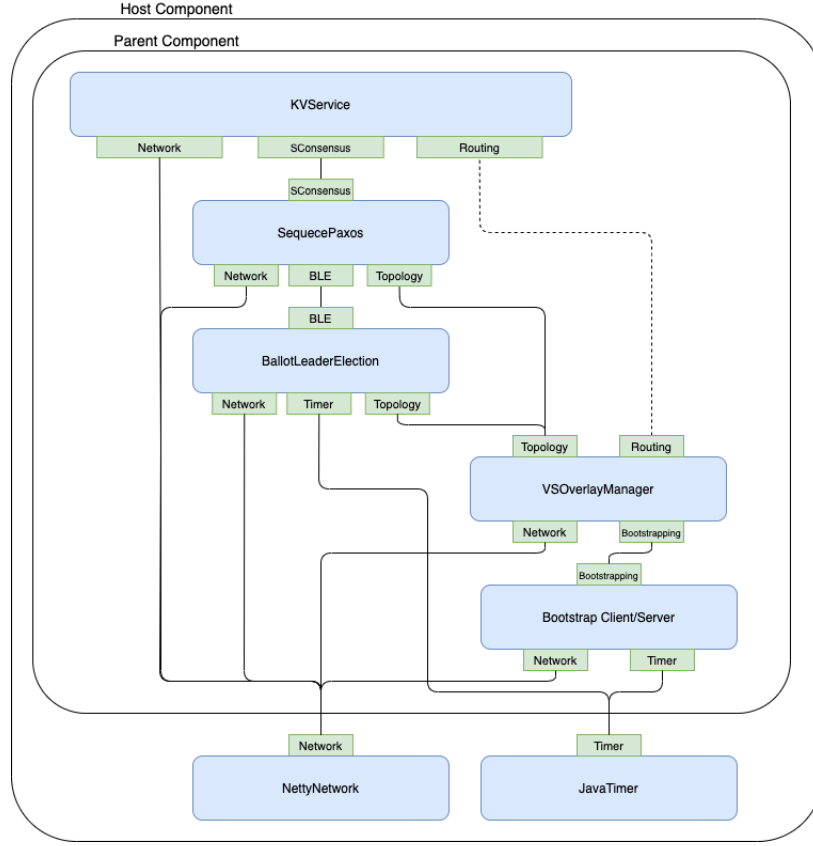 Host Component
Parent Component
KVService
Network
SConsensus
Routing
SConsensus
SequecePaxos
Network
BLE
Topology
BLE
BallotLeaderElection
Network
Timer
Topology
Topology
Routing
VSOverlayManager
Network
Bootstrapping
Bootstrapping
Bootstrap Client/Server
Network
Timer
Network
Timer
NettyNetwork
JavaTimer